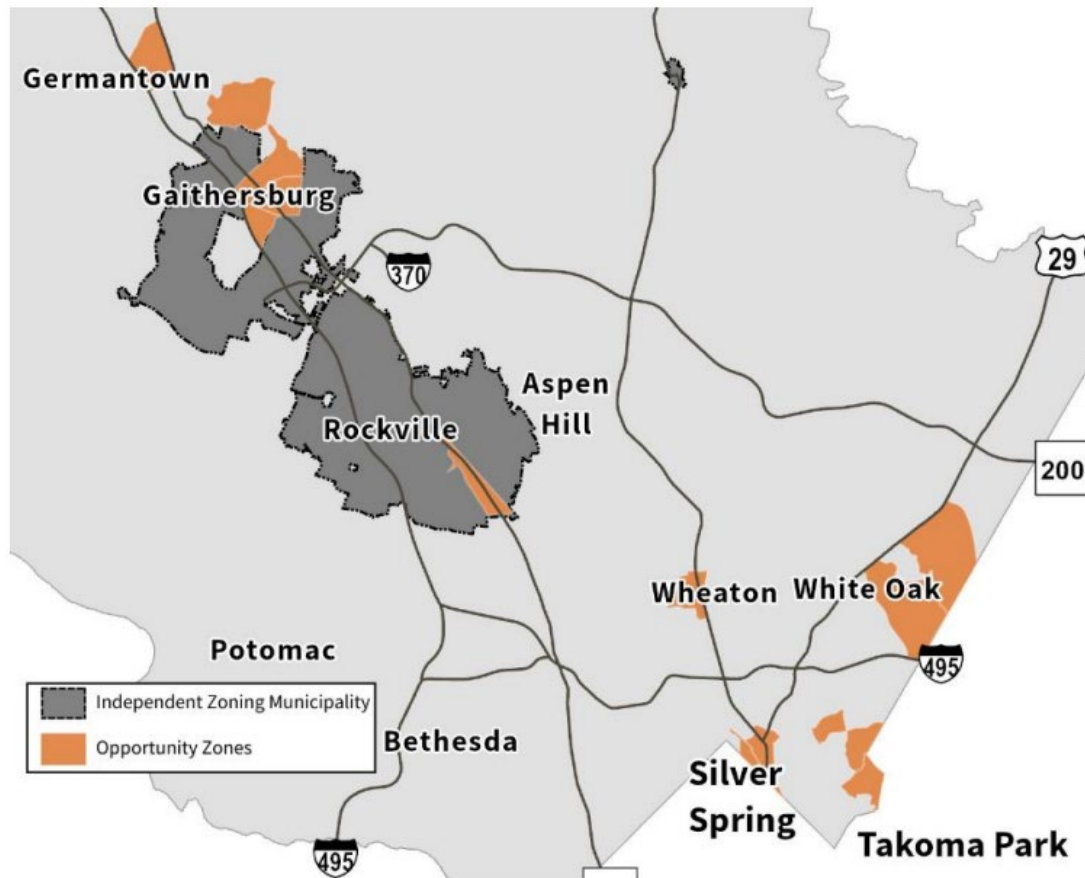 Germantown
Gaithersburg
29
370
Aspen
Hill
Rockville
200
Wheaton
White Oak
Potomac
495
Independent Zoning Municipality
Opportunity Zones
Bethesda
Silver
Spring
Takoma Park
495